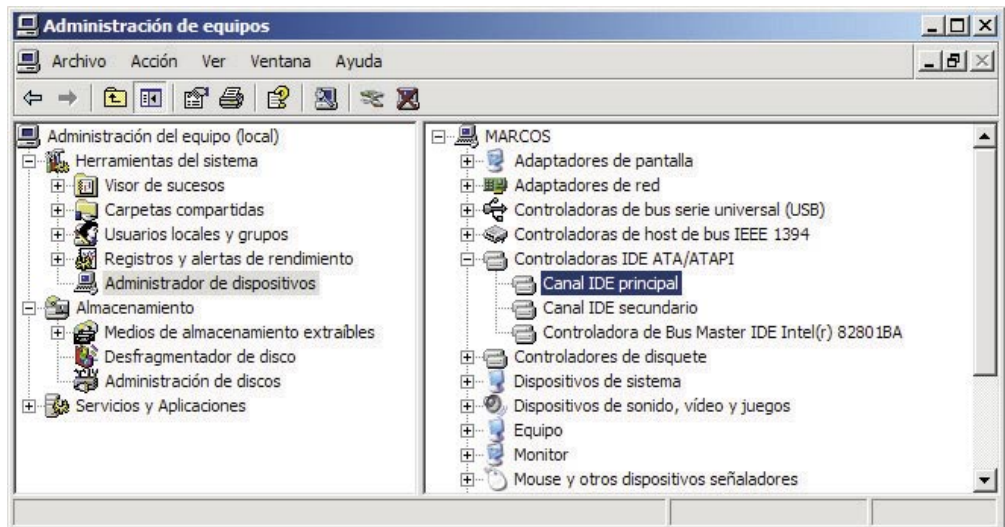 Administración de equipos
Archivo Acción Ver Ventana Ayuda
Administración del equipo (local)
Herramientas del sistema
Visor de sucesos
Carpetas compartidas
Usuarios locales y grupos
Registros y alertas de rendimiento
Administrador de dispositivos
Almacenamiento
Medios de almacenamiento extraíbles
Desfragmentador de disco
Administración de discos
Servicios y Aplicaciones
MARCOS
Adaptadores de pantalla
Adaptadores de red
Controladoras de bus serie universal (USB)
Controladoras de host de bus IEEE 1394
Controladoras IDE ATA/ATAPI
Canal IDE principal
Canal IDE secundario
Controladora de Bus Master IDE Intel(r) 82801BA
Controladores de disquete
Dispositivos de sistema
Dispositivos de sonido, vídeo y juegos
Equipo
Monitor
Mouse y otros dispositivos señaladores